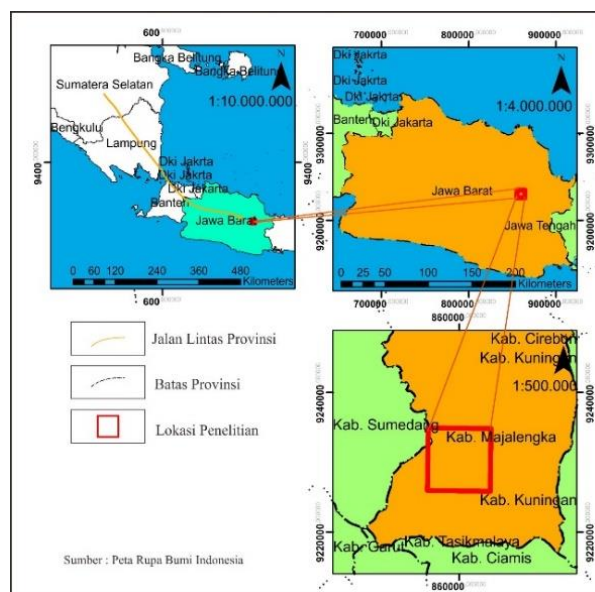 600
Bangka Belitung
Bangka Belitung
Sumatera Selatan
N
1:10.000.000
Bengkulu
Lampung
9400
9400
Dki Jakrta
Dki Jakrta
Dki Jakarta
Banten
Jawa Barat
0 60 120 240 360 480
Kilometers
600
700000 800000 900000
Dki Jakrta
N
Dki Jakrta
1:4.000.000
Banten
Dki Jakarta
9300000
9300000
Jawa Barat
9200000
9200000
Jawa Tengah
0 25 50 100 150 200
Kilometers
700000 800000 900000
860000
Kab. Cirebon
Kab. Kuningan
N
1:500.000
9240000
9240000
Kab. Sumedang
Kab. Majalengka
Kab. Kuningan
9220000
9220000
Kab. Garut
Kab. Tasikmalaya
Kab. Ciamis
860000
Jalan Lintas Provinsi
Batas Provinsi
Lokasi Penelitian
Sumber : Peta Rupa Bumi Indonesia